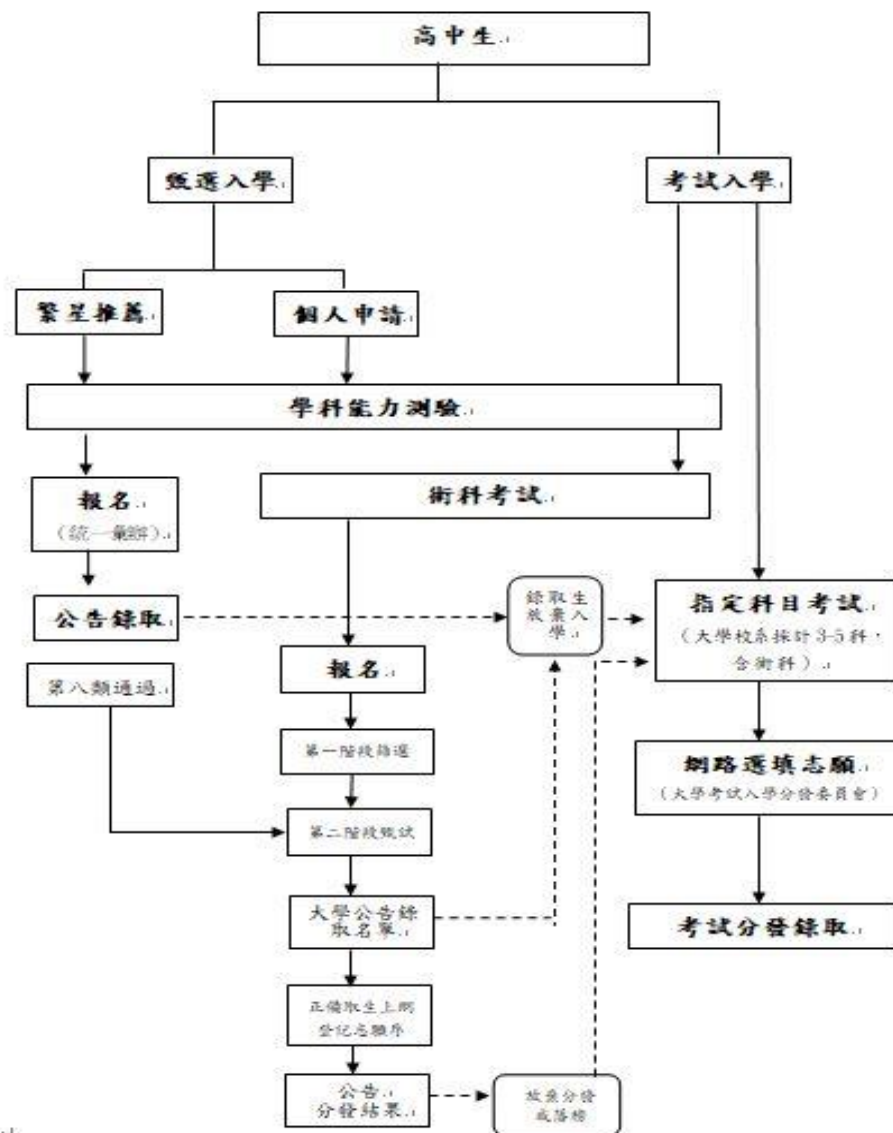 高中生
甄選入學
考試入學
繁星推薦
個人申請
學科能力測驗
報名
（統一彙辦）
術科考試
公告錄取
錄取生
放棄入
學
指定科目考試
（大學校系採計3-5科，
含術科）
報名
第八類通過
第一階段篩選
網路選填志願
（大學考試入學分發委員會）
第二階段甄試
大學公告錄
取名單
考試分發錄取
正備取生上網
登記志願序
公告
分發結果
放棄分發
或落榜